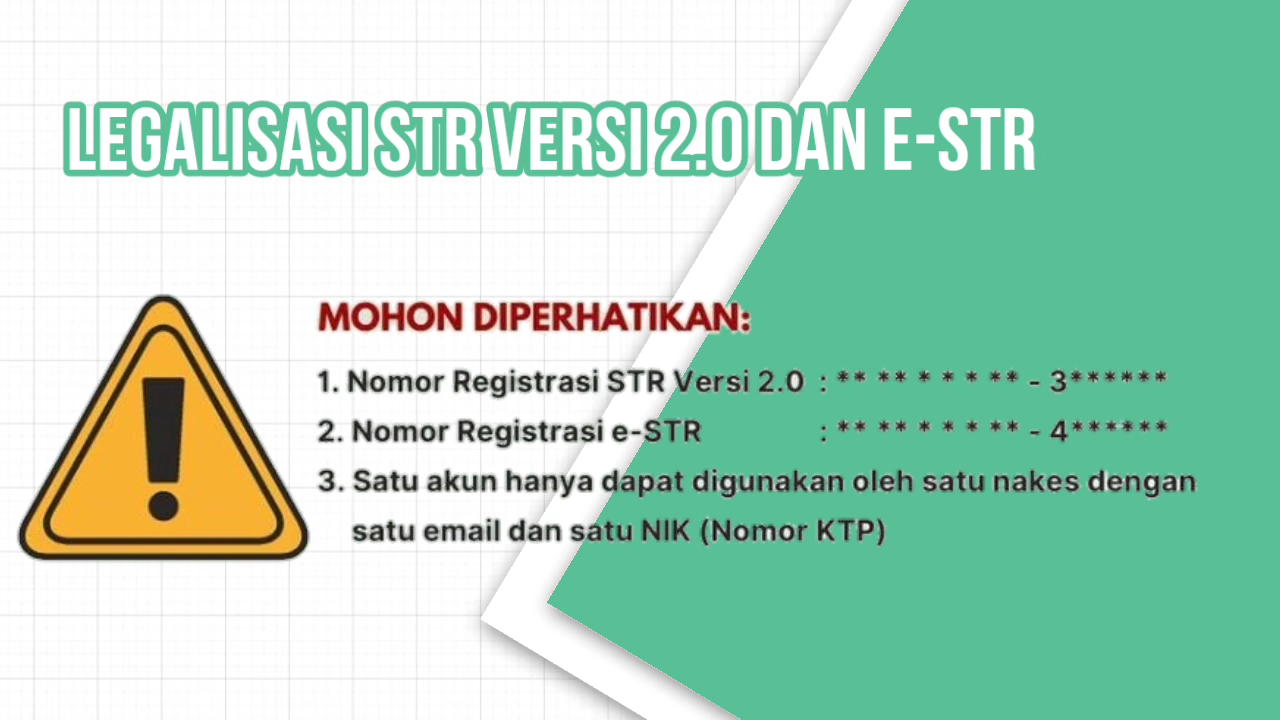 LEGALISASI STR VERSI 2.0 DAN E-STR
MOHON DIPERHATIKAN:
1. Nomor Registrasi STR Versi 2.0 : ** ** * * * ** - 3******
2. Nomor Registrasi e-STR : ** ** * * * ** - 4******
3. Satu akun hanya dapat digunakan oleh satu nakes dengan
satu email dan satu NIK (Nomor KTP)